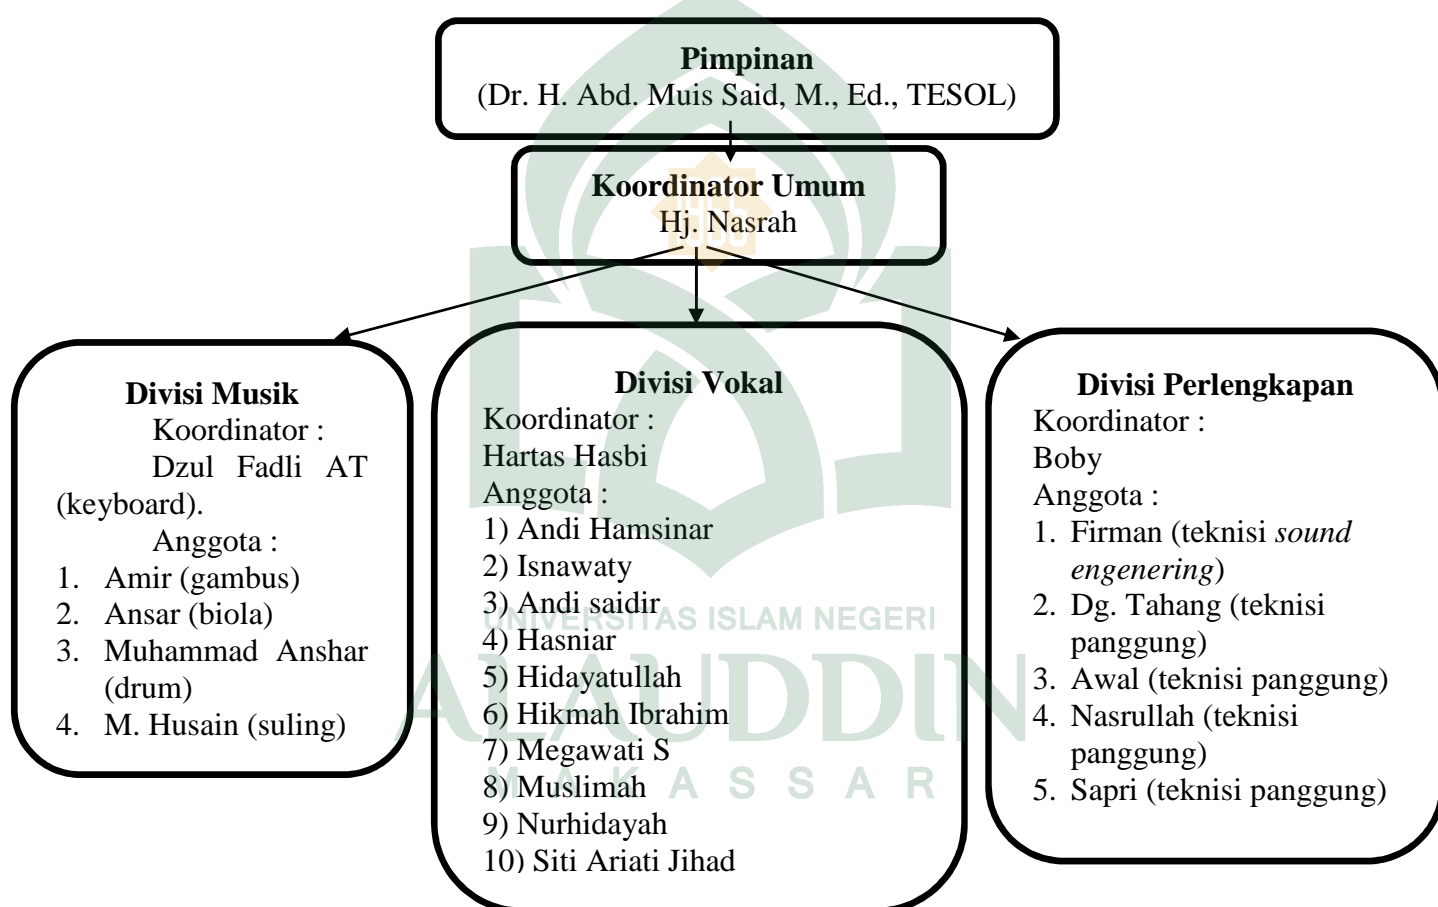 Pimpinan
(Dr. H. Abd. Muis Said, M., Ed., TESOL)
Koordinator Umum
Hj. Nasrah
Divisi Musik
Koordinator :
Dzul Fadli AT
(keyboard).
Anggota :
1. Amir (gambus)
2. Ansar (biola)
3. Muhammad Anshar
(drum)
4. M. Husain (suling)
Divisi Vokal
Koordinator :
Hartas Hasbi
Anggota :
1) Andi Hamsinar
2) Isnawaty
3) Andi saidir
4) Hasniar
5) Hidayatullah
6) Hikmah Ibrahim
7) Megawati S
8) Muslimah
9) Nurhidayah
10) Siti Ariati Jihad
Divisi Perlengkapan
Koordinator :
Boby
Anggota :
1. Firman (teknisi sound
engenering)
2. Dg. Tahang (teknisi
panggung)
3. Awal (teknisi panggung)
4. Nasrullah (teknisi
panggung)
5. Sapri (teknisi panggung)
UNIVERSITAS ISLAM NEGERI
ALAUDDIN
MAKASSAR